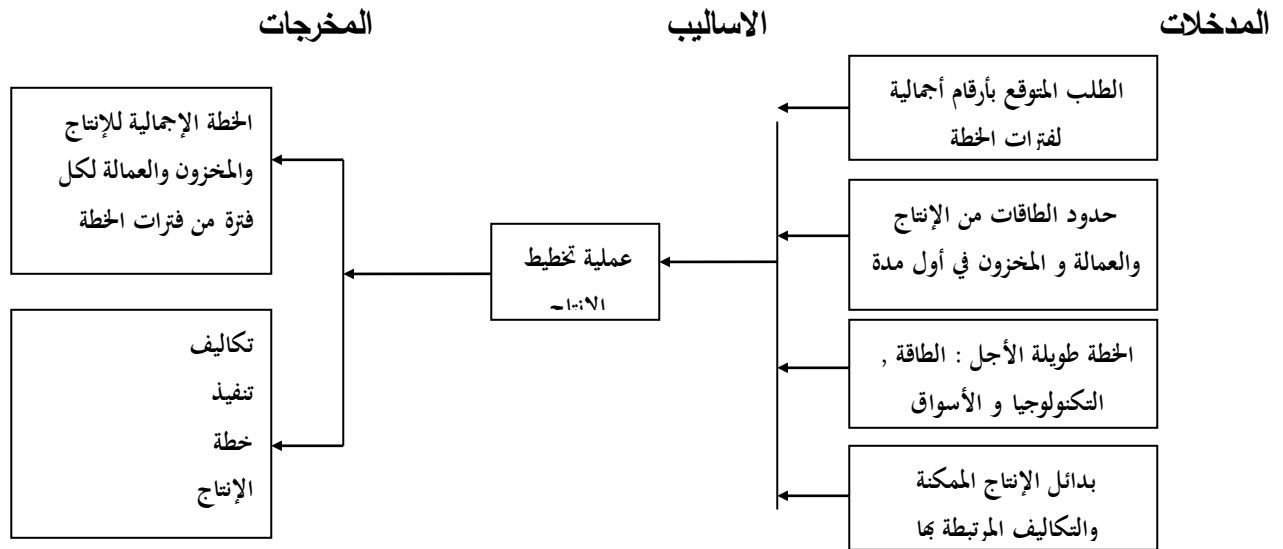 المدخلات
الاساليب
المخرجات
الطلب المتوقع بأرقام أجمالية
لفترات الخطة
حدود الطاقات من الإنتاج
والعمالة و المخزون في أول مدة
الخطة طويلة الأجل : الطاقة ,
التكنولوجيا و الأسواق
بدائل الإنتاج الممكنة
والتكاليف المرتبطة بها
عملية تخطيط
الانتاج
الخطة الإجمالية للإنتاج
والمخزون والعمالة لكل
فترة من فترات الخطة
تكاليف
تنفيذ
خطة
الإنتاج